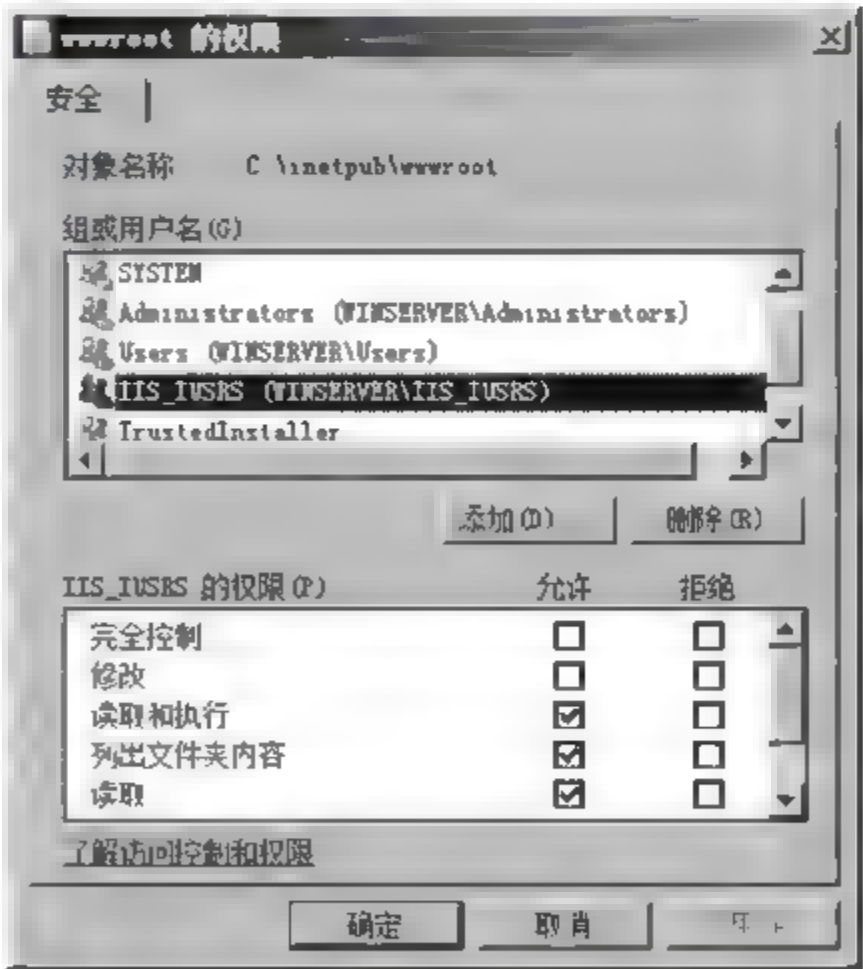 wwwroot 的权限
安全
对象名称 C \inetpub\wwwroot
组或用户名(G)
SYSTEM
Administrators (WINSERVER\Administrators)
Users (WINSERVER\Users)
IIS_IUSRS (WINSERVER\IIS_IUSRS)
TrustedInstaller
添加(D) 删除(R)
IIS_IUSRS 的权限(P) 允许 拒绝
完全控制
修改
读取和执行
列出文件夹内容
读取
了解访问控制和权限
确定 取消